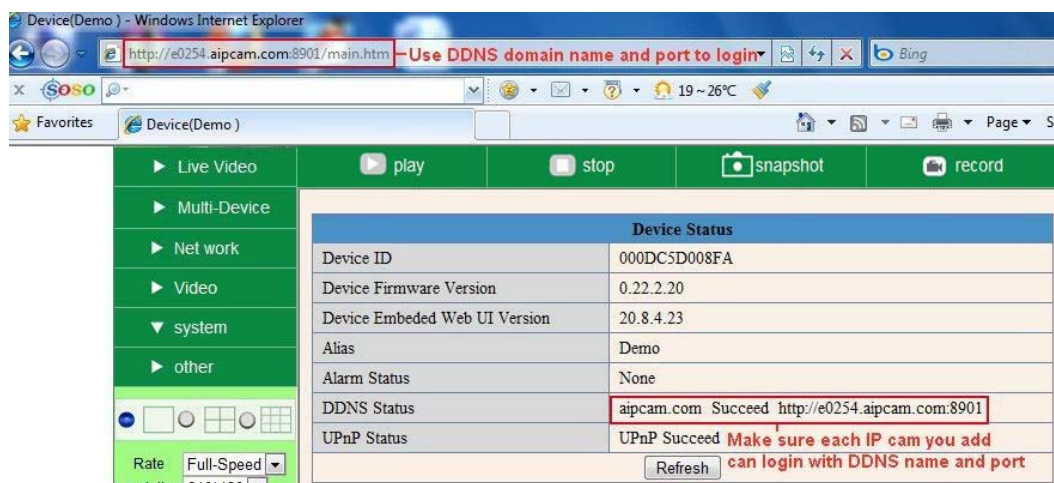 Device(Demo ) - Windows Internet Explorer
http://e0254.aipcam.com:8901/main.htm
Use DDNS domain name and port to login
Bing
x SOSO
19~26℃
Favorites
Device(Demo )
Page
Live Video
play
stop
snapshot
record
Multi-Device
Net work
Video
system
other
Device Status
Device ID 000DC5D008FA
Device Firmware Version 0.22.2.20
Device Embeded Web UI Version 20.8.4.23
Alias Demo
Alarm Status None
DDNS Status aipcam.com Succeed http://e0254.aipcam.com:8901
UPnP Status UPnP Succeed
Make sure each IP cam you add
can login with DDNS name and port
Refresh
Rate Full-Speed